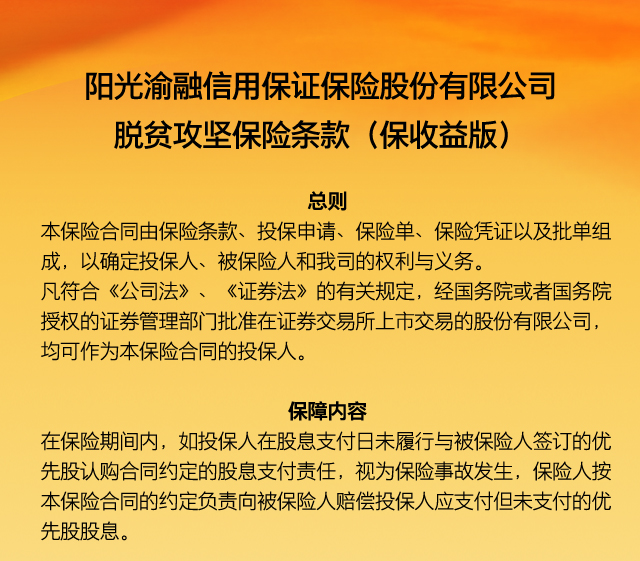 阳光渝融信用保证保险股份有限公司
脱贫攻坚保险条款（保收益版）
总则
本保险合同由保险条款、投保申请、保险单、保险凭证以及批单组
成，以确定投保人、被保险人和我司的权利与义务。
凡符合《公司法》、《证券法》的有关规定，经国务院或者国务院
授权的证券管理部门批准在证券交易所上市交易的股份有限公司，
均可作为本保险合同的投保人。
保障内容
在保险期间内，如投保人在股息支付日未履行与被保险人签订的优
先股认购合同约定的股息支付责任，视为保险事故发生，保险人按
本保险合同的约定负责向被保险人赔偿投保人应支付但未支付的优
先股股息。